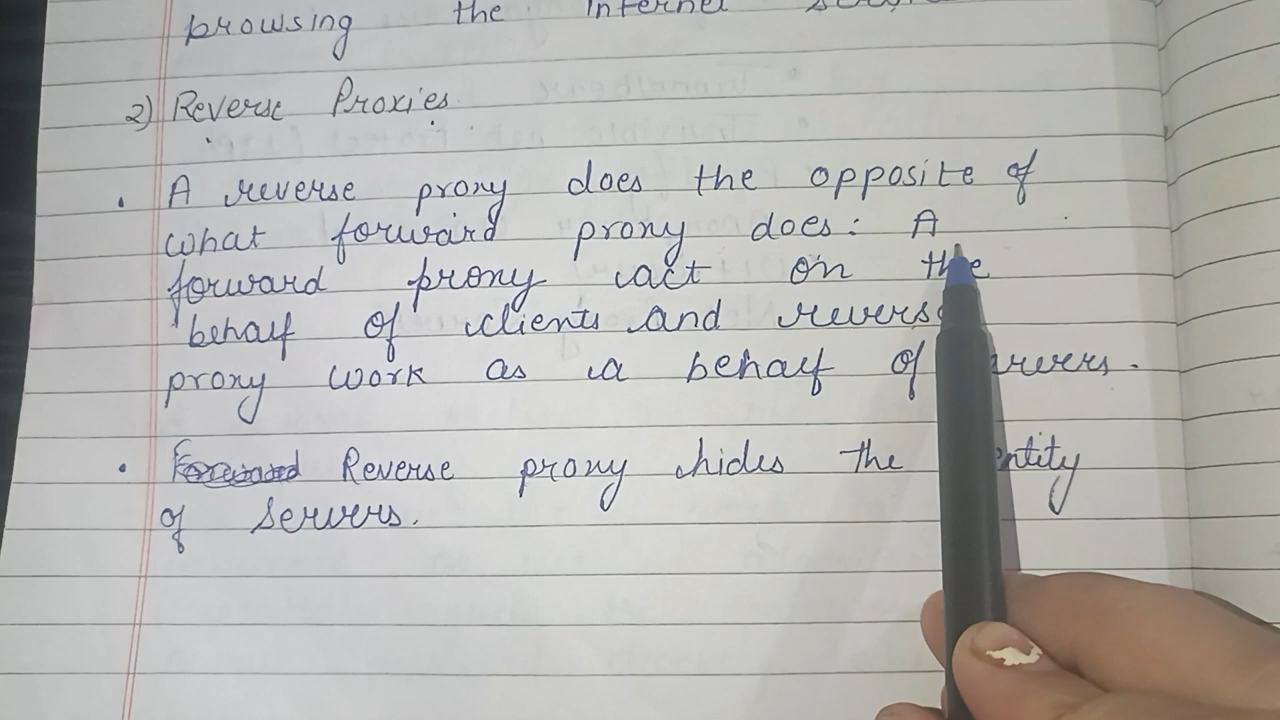 browsing the Internet
2) Reverse Proxies
• A reverse proxy does the opposite of
what forward proxy does: A
forward proxy act on the
behalf of clients and revers
proxy work as a behalf of
• Reverse proxy hides the
of servers.